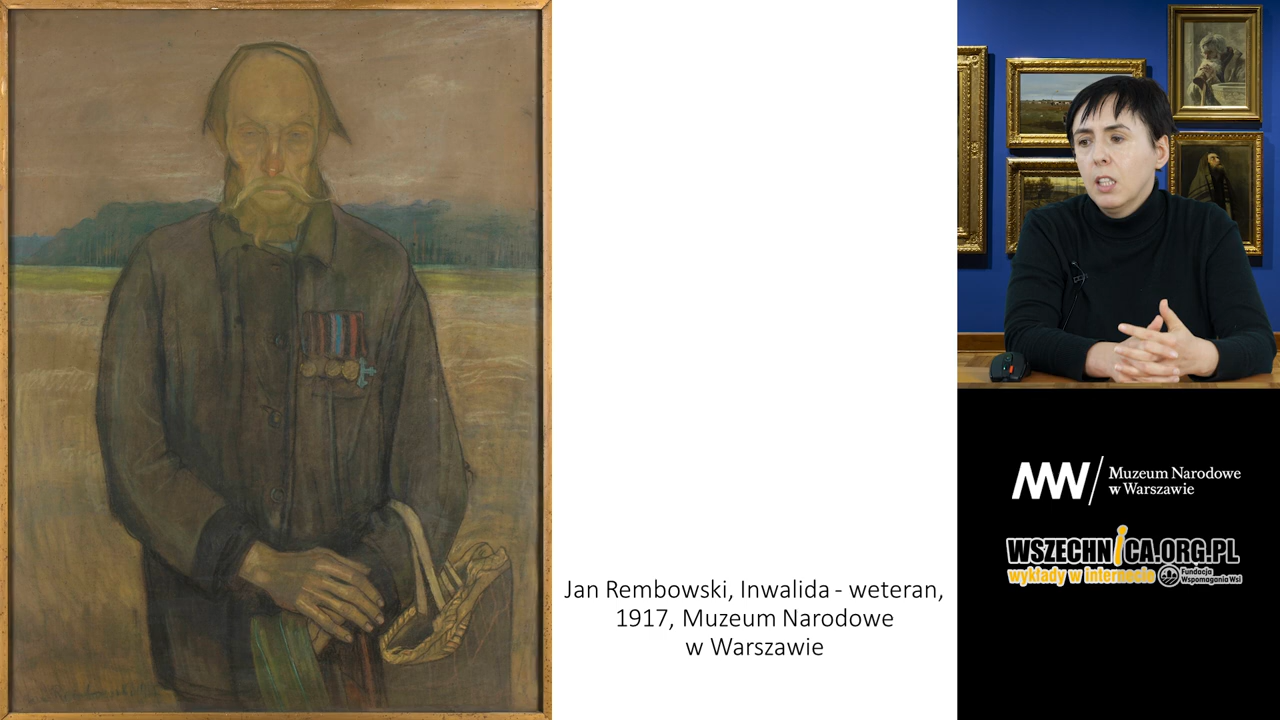 Jan Rembowski, Inwalida - weteran,
1917, Muzeum Narodowe
w Warszawie
MW/ Muzeum Narodowe
w Warszawie
WSZECHNiCA.ORG.PL
wykłady w internecie
Fundacja
Wspomagania Wsi